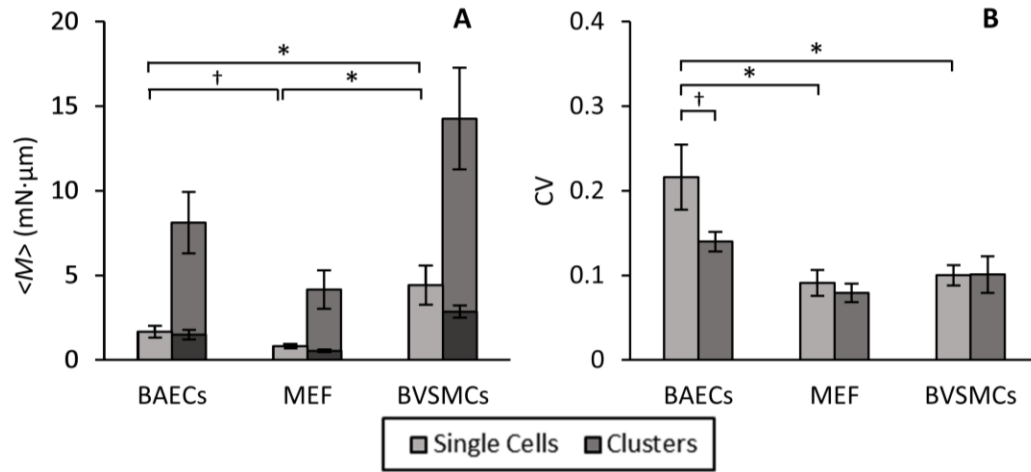 A
<M> (mN·µm)
20
15
10
5
0
*
† *
BAECs MEF BVSMCs
B
CV
0.4
0.3
0.2
0.1
0
*
*
†
BAECs MEF BVSMCs
Single Cells Clusters